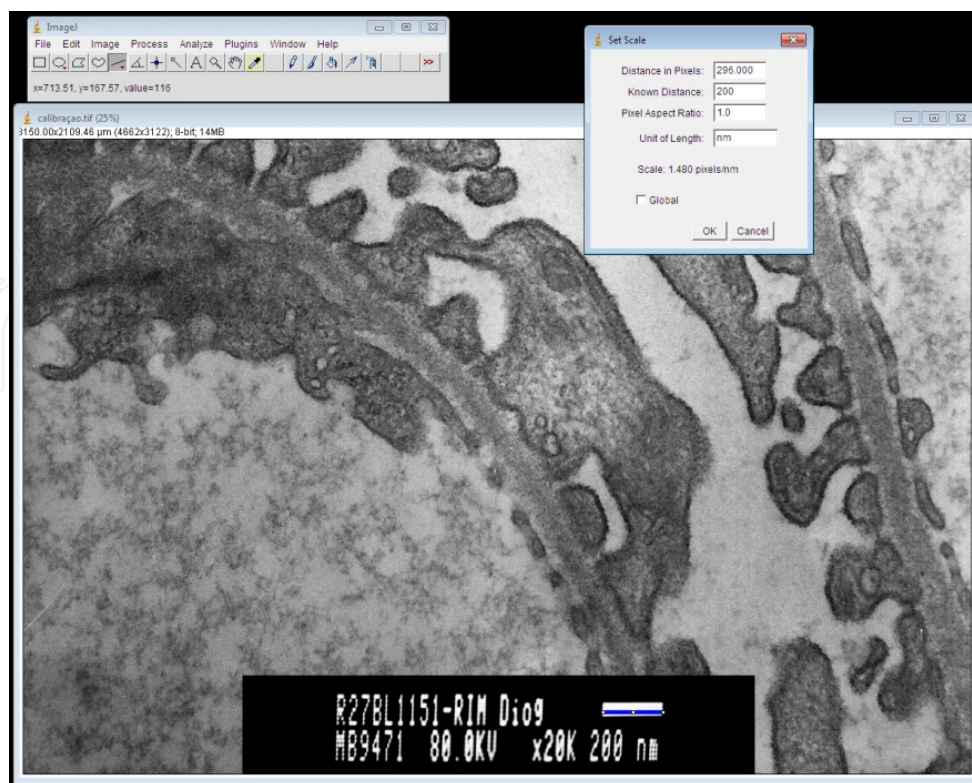 ImageJ
File Edit Image Process Analyze Plugins Window Help
A >>
x=713.51, y=167.57, value=116
Set Scale
Distance in Pixels: 296.000
Known Distance: 200
Pixel Aspect Ratio: 1.0
Unit of Length: nm
Scale: 1.480 pixels/nm
Global
OK Cancel
calibraçao.tif (25%)
3150.00x2109.46 µm (4662x3122); 8-bit; 14MB
R27BL1151-RIM Diog
MB9471 80.0KV x20K 200 nm